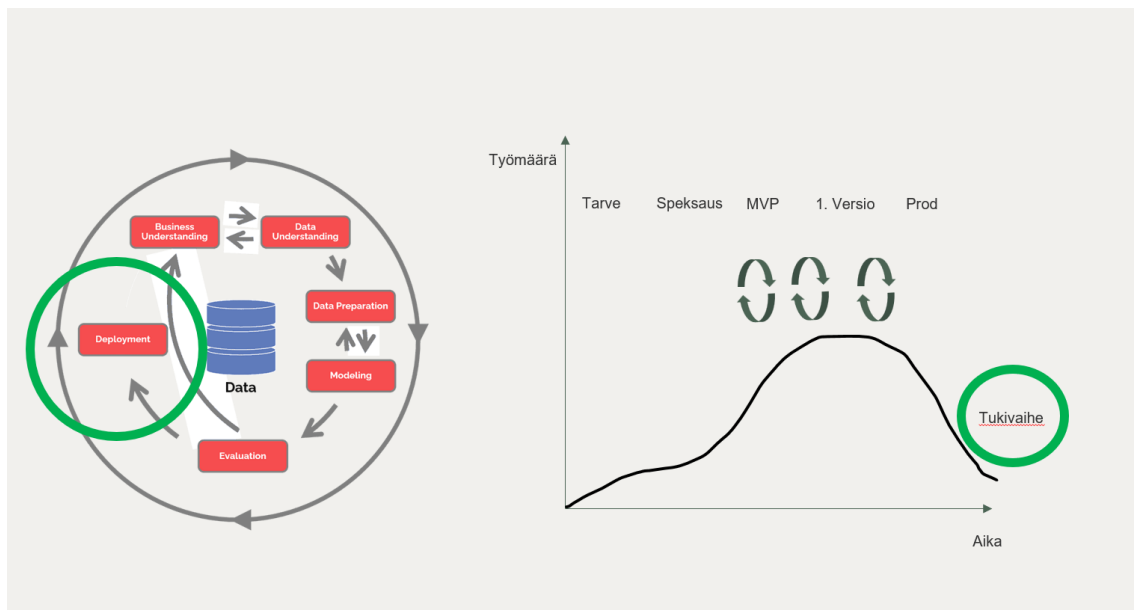 Business
Understanding
Data
Understanding
Data Preparation
Modeling
Evaluation
Deployment
Data
Työmäärä
Tarve
Speksaus
MVP
1. Versio
Prod
Tukivaihe
Aika